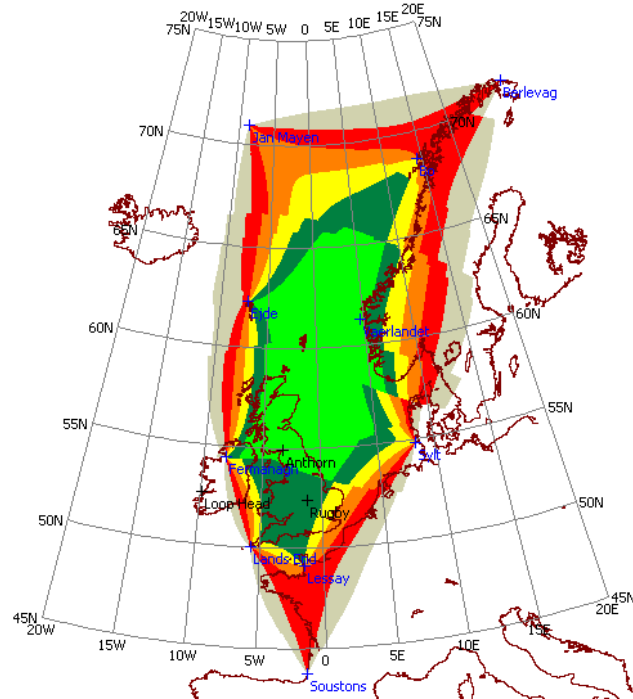 20W 15W 10W 5W 0 5E 10E 15E 20E
75N 75N
Berlevag
70N Jan Mayen 70N
Bo
65N 65N
Ejde
60N Jaerlandet 60N
55N Anthorn 55N
Fermanagh Sylt
Loop Head Rugby
50N 50N
Lands End
Lessay
45N 45N
20W 15W 10W 5W 0 5E 10E 15E 20E
Soustons